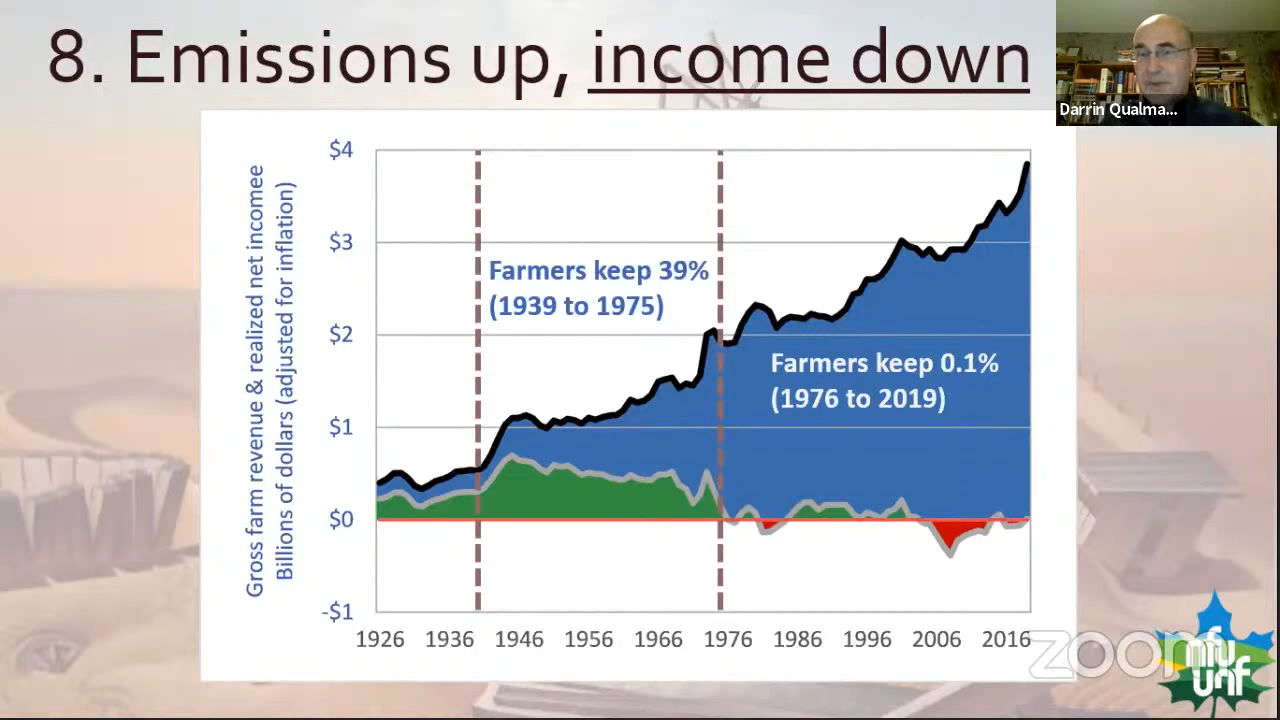 8. Emissions up, income down
Darrin Qualma...
Gross farm revenue & realized net incomee
Billions of dollars (adjusted for inflation)
$4
$3
$2
$1
$0
-$1
Farmers keep 39%
(1939 to 1975)
Farmers keep 0.1%
(1976 to 2019)
1926 1936 1946 1956 1966 1976 1986 1996 2006 2016
zoom
nfu
unf